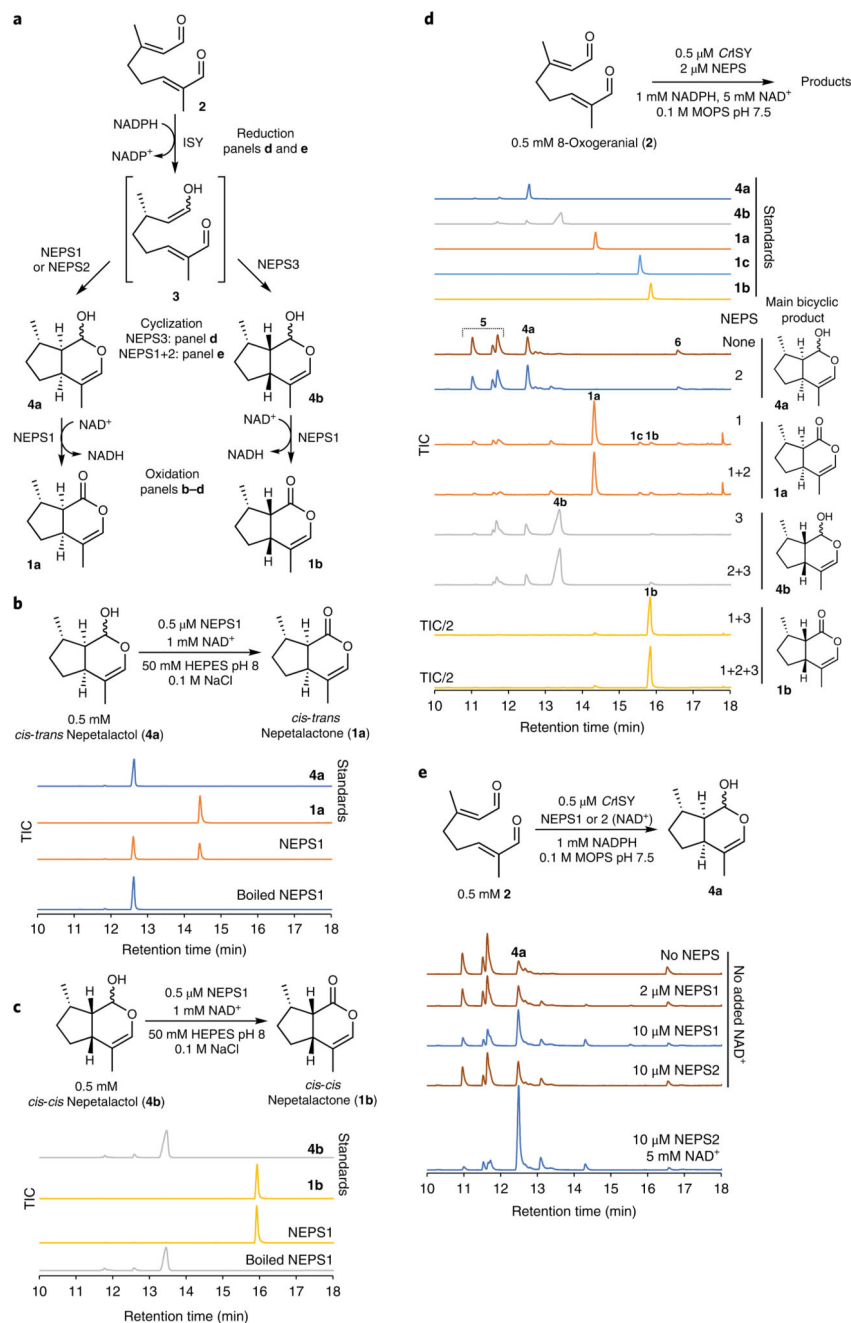 a
O
O
2
NADPH
ISY
NADP+
Reduction
panels d and e
OH
O
3
NEPS1
or NEPS2
NEPS3
H
OH
O
H
4a
Cyclization
NEPS3: panel d
NEPS1+2: panel e
H
OH
O
H
4b
NEPS1
NAD+
NADH
NAD+
NEPS1
NADH
Oxidation
panels b–d
H
O
O
H
1a
H
O
O
H
1b
b
H
OH
O
H
0.5 μM NEPS1
1 mM NAD+
50 mM HEPES pH 8
0.1 M NaCl
H
O
O
H
0.5 mM
cis-trans Nepetalactol (4a)
cis-trans
Nepetalactone (1a)
4a
1a
Standards
NEPS1
Boiled NEPS1
TIC
10 11 12 13 14 15 16 17 18
Retention time (min)
c
H
OH
O
H
0.5 μM NEPS1
1 mM NAD+
50 mM HEPES pH 8
0.1 M NaCl
H
O
O
H
0.5 mM
cis-cis Nepetalactol (4b)
cis-cis
Nepetalactone (1b)
4b
1b
Standards
NEPS1
Boiled NEPS1
TIC
10 11 12 13 14 15 16 17 18
Retention time (min)
d
O
O
0.5 mM 8-Oxogeranial (2)
0.5 μM CrISY
2 μM NEPS
1 mM NADPH, 5 mM NAD+
0.1 M MOPS pH 7.5
Products
4a
4b
1a
1c
1b
Standards
NEPS
Main bicyclic
product
5
4a
6
None
2
H
OH
O
H
4a
1a
1c 1b
1
1+2
H
O
O
H
1a
TIC
4b
3
2+3
H
OH
O
H
4b
1b
TIC/2
1+3
TIC/2
1+2+3
H
O
O
H
1b
10 11 12 13 14 15 16 17 18
Retention time (min)
e
O
O
0.5 mM 2
0.5 μM CrISY
NEPS1 or 2 (NAD+)
1 mM NADPH
0.1 M MOPS pH 7.5
H
OH
O
H
4a
4a
No NEPS
2 μM NEPS1
10 μM NEPS1
10 μM NEPS2
No added NAD+
10 μM NEPS2
5 mM NAD+
10 11 12 13 14 15 16 17 18
Retention time (min)